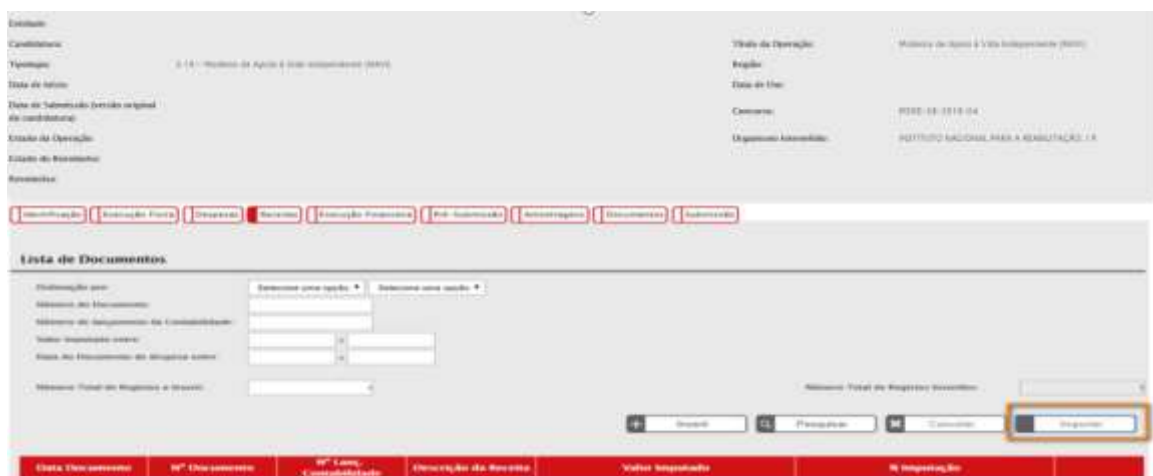 Entidade:
Candidatura:
Título da Operação: Modelos de Apoio à Vida Independente (MAVI)
Tipologia: 3.18 - Modelos de Apoio à Vida Independente (MAVI)
Região:
Data de Início:
Data de Fim:
Data de Submissão (versão original da candidatura):
Concurso: POISE-38-2018-04
Estado da Operação:
Organismo Intermédio: INSTITUTO NACIONAL PARA A REABILITAÇÃO, I.P.
Estado do Reembolso:
Reembolso:
Identificação Execução Física Despesas Receitas Execução Financeira Pré-Submissão Amostragens Documentos Submissão
Lista de Documentos
Ordenação por: Selecione uma opção Selecione uma opção
Número do Documento:
Número de lançamento da Contabilidade:
Valor Imputado entre: e
Data do Documento de despesa entre: e
Número Total de Registos a Inserir:
Número Total de Registos Inseridos:
Inserir Pesquisar Cancelar Importar
Data Documento Nº Documento Nº Lanç. Contabilidade Descrição da Receita Valor Imputado % Imputação